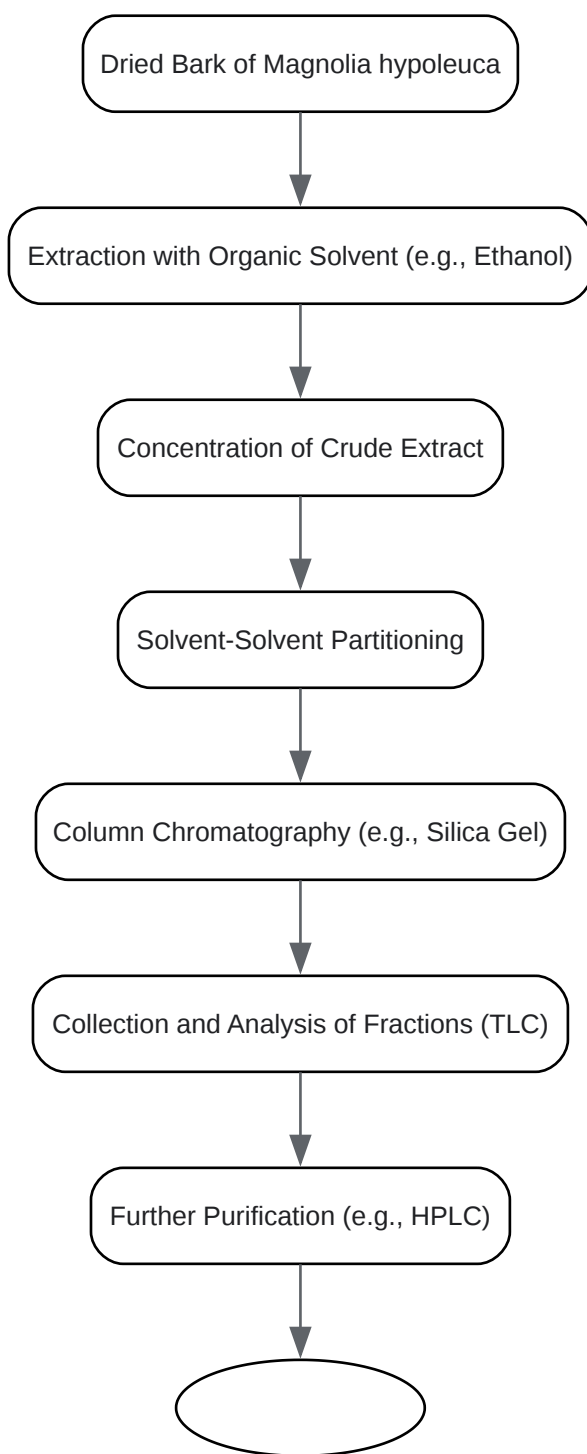 Dried Bark of Magnolia hypoleuca
Extraction with Organic Solvent (e.g., Ethanol)
Concentration of Crude Extract
Solvent-Solvent Partitioning
Column Chromatography (e.g., Silica Gel)
Collection and Analysis of Fractions (TLC)
Further Purification (e.g., HPLC)